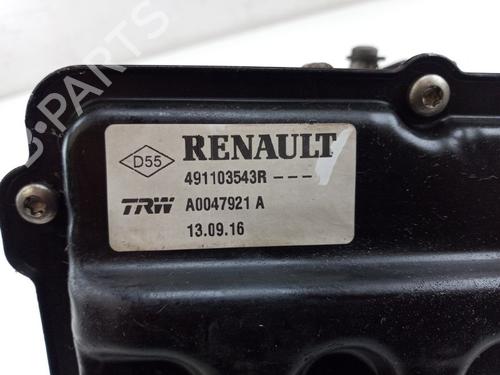 B-PARTS
D55
RENAULT
491103543R---
TRW A0047921 A
13.09.16